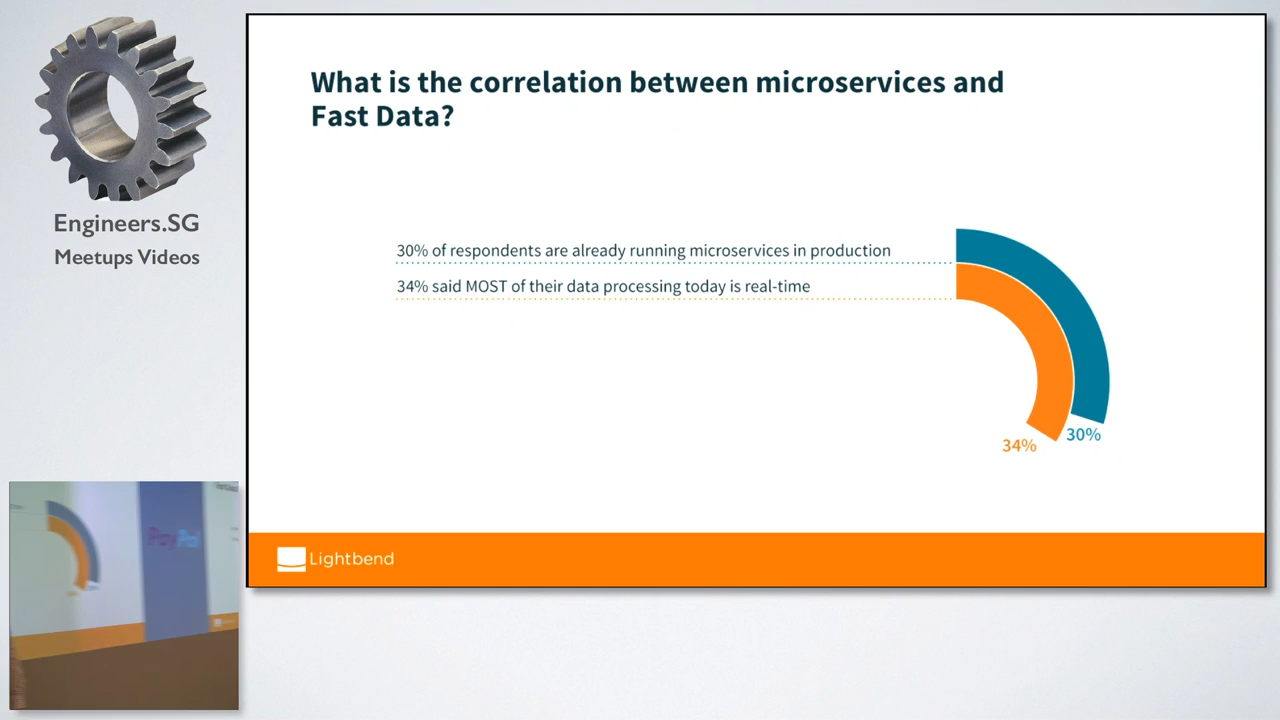 Engineers.SG
Meetups Videos
What is the correlation between microservices and
Fast Data?
30% of respondents are already running microservices in production
34% said MOST of their data processing today is real-time
34%
30%
Lightbend
PayPal